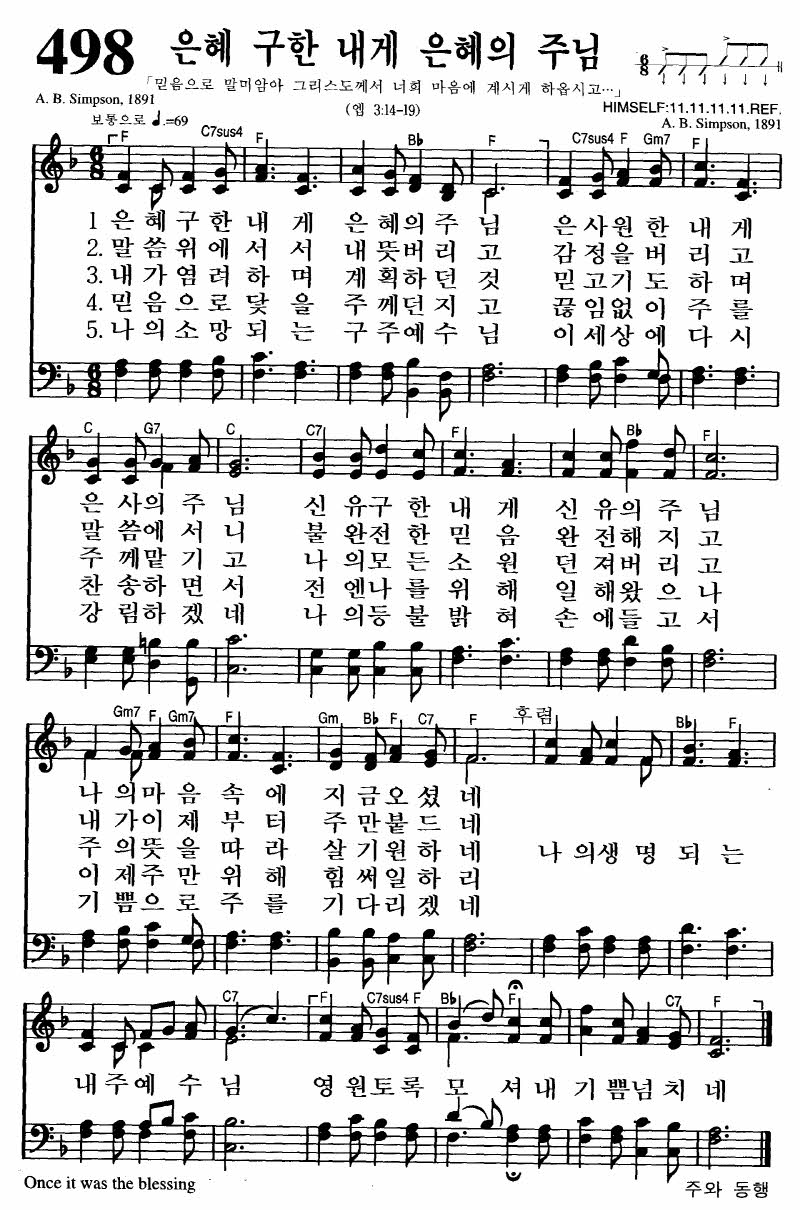 498 은혜 구한 내게 은혜의 주님
「믿음으로 말미암아 그리스도께서 너희 마음에 계시게 하옵시고…」
A. B. Simpson, 1891 (엡 3:14-19) HIMSELF:11.11.11.11.REF.
보통으로 ♩.=69 A. B. Simpson, 1891
F C7sus4 F Bb C7sus4 F Gm7 F
1 은혜구한내게 은혜의주님 은사원한내게
2. 말씀위에서서 내뜻버리고 감정을버리고
3. 내가염려하며 계획하던것 믿고기도하며
4. 믿음으로닻을 주께던지고 끊임없이주를
5. 나의소망되는 구주예수님 이세상에다시
C G7 C C7 F Bb F
은사의주님 신유구한내게 신유의주님
말씀에서니 불완전한믿음 완전해지고
주께맡기고 나의모든소원 던져버리고
찬송하면서 전엔나를위해 일해왔으나
강림하겠네 나의등불밝혀 손에들고서
Gm7 F Gm7 F Gm Bb F C7 F 후렴 Bb F
나의마음속에 지금오셨네
내가이제부터 주만붙드네
주의뜻을따라 살기원하네 나의생명되는
이제주만위해 힘써일하리
기쁨으로주를 기다리겠네
C7 F C7sus4 F Bb F C7 F
내주예수님 영원토록모셔내기쁨넘치네
Once it was the blessing 주와 동행